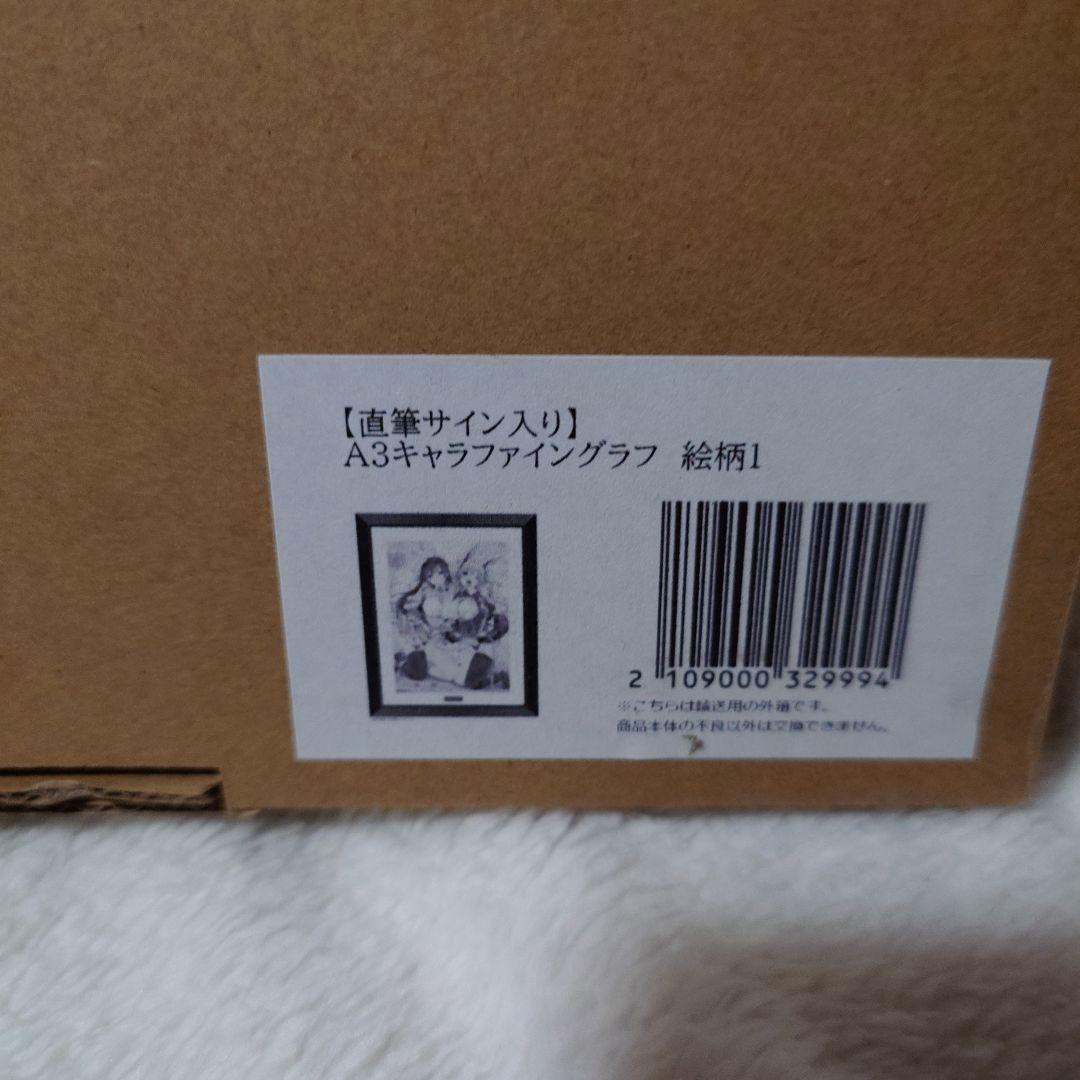 【直筆サイン入り】
A3キャラファイングラフ 絵柄1
2 109000 329994
※こちらは輸送用の外箱です。
商品本体の不良以外は交換できません。